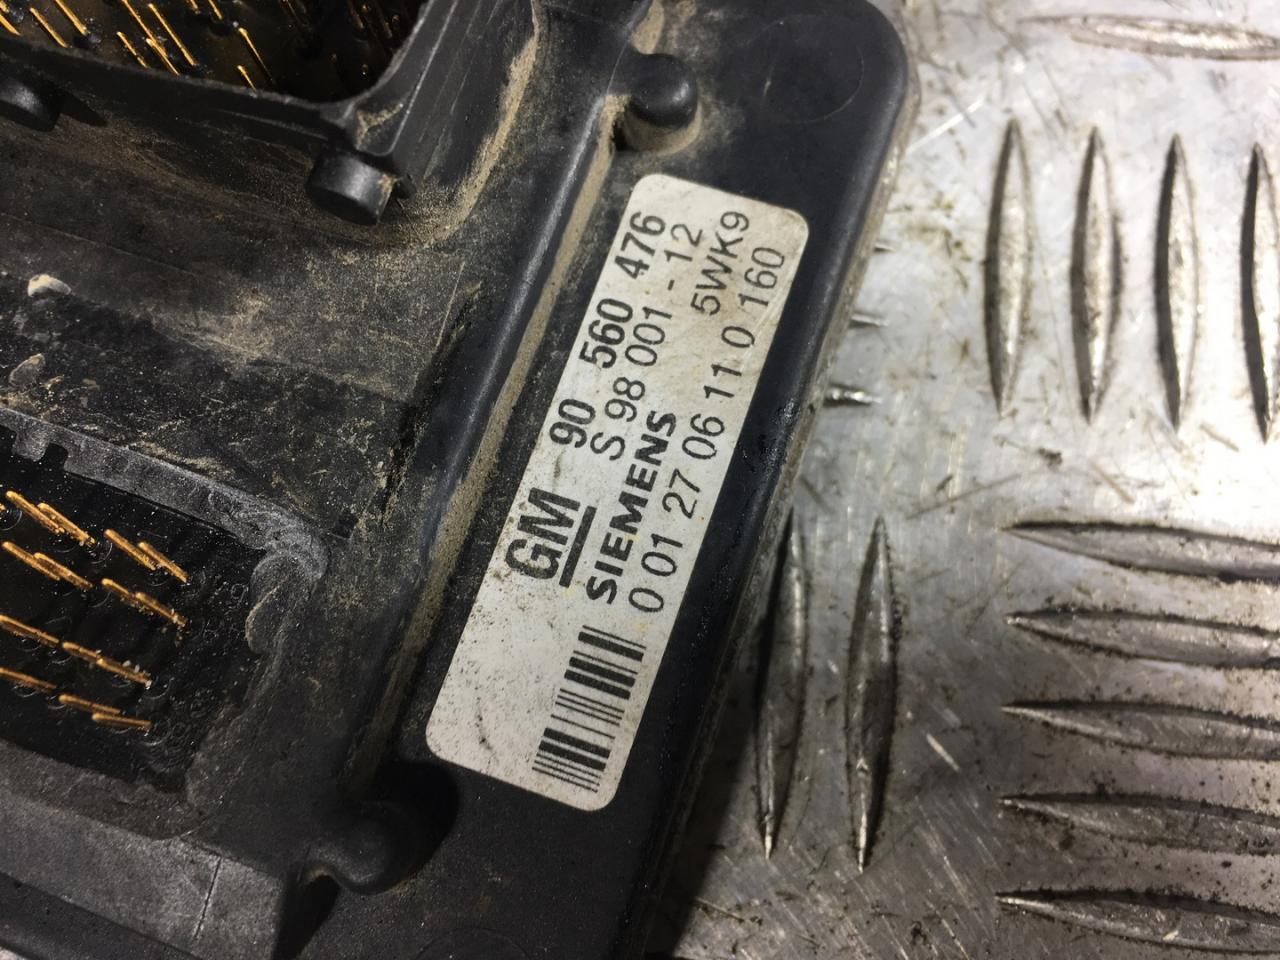 GM 90 560 476
S 98 001 - 12
SIEMENS 5WK9
0 01 27 06 11 0 160